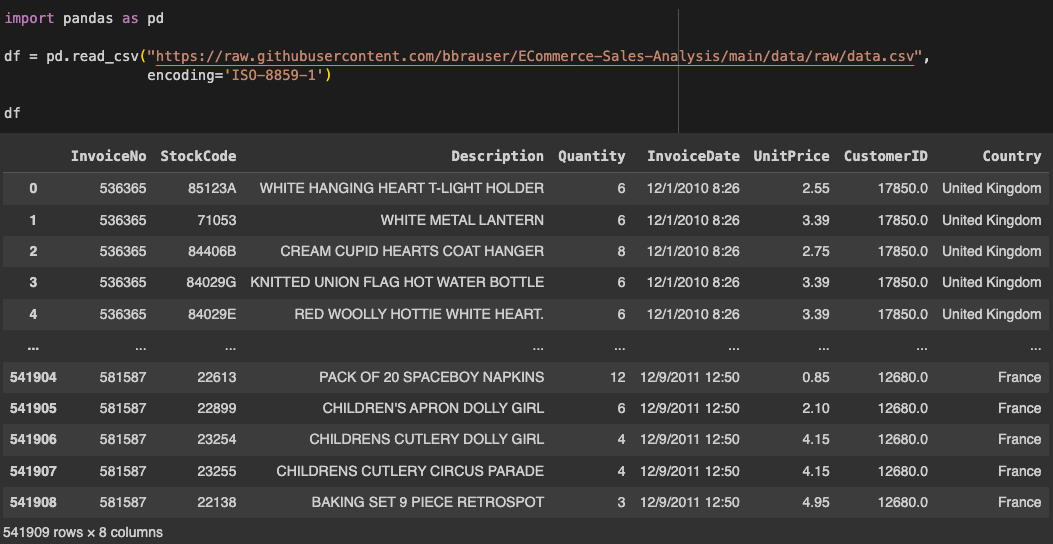 import pandas as pd
df = pd.read_csv("https://raw.githubusercontent.com/bbrauser/ECommerce-Sales-Analysis/main/data/raw/data.csv",
encoding='ISO-8859-1')
df
InvoiceNo StockCode Description Quantity InvoiceDate UnitPrice CustomerID Country
0 536365 85123A WHITE HANGING HEART T-LIGHT HOLDER 6 12/1/2010 8:26 2.55 17850.0 United Kingdom
1 536365 71053 WHITE METAL LANTERN 6 12/1/2010 8:26 3.39 17850.0 United Kingdom
2 536365 84406B CREAM CUPID HEARTS COAT HANGER 8 12/1/2010 8:26 2.75 17850.0 United Kingdom
3 536365 84029G KNITTED UNION FLAG HOT WATER BOTTLE 6 12/1/2010 8:26 3.39 17850.0 United Kingdom
4 536365 84029E RED WOOLLY HOTTIE WHITE HEART. 6 12/1/2010 8:26 3.39 17850.0 United Kingdom
... ... ... ... ... ... ... ... ...
541904 581587 22613 PACK OF 20 SPACEBOY NAPKINS 12 12/9/2011 12:50 0.85 12680.0 France
541905 581587 22899 CHILDREN'S APRON DOLLY GIRL 6 12/9/2011 12:50 2.10 12680.0 France
541906 581587 23254 CHILDRENS CUTLERY DOLLY GIRL 4 12/9/2011 12:50 4.15 12680.0 France
541907 581587 23255 CHILDRENS CUTLERY CIRCUS PARADE 4 12/9/2011 12:50 4.15 12680.0 France
541908 581587 22138 BAKING SET 9 PIECE RETROSPOT 3 12/9/2011 12:50 4.95 12680.0 France
541909 rows × 8 columns